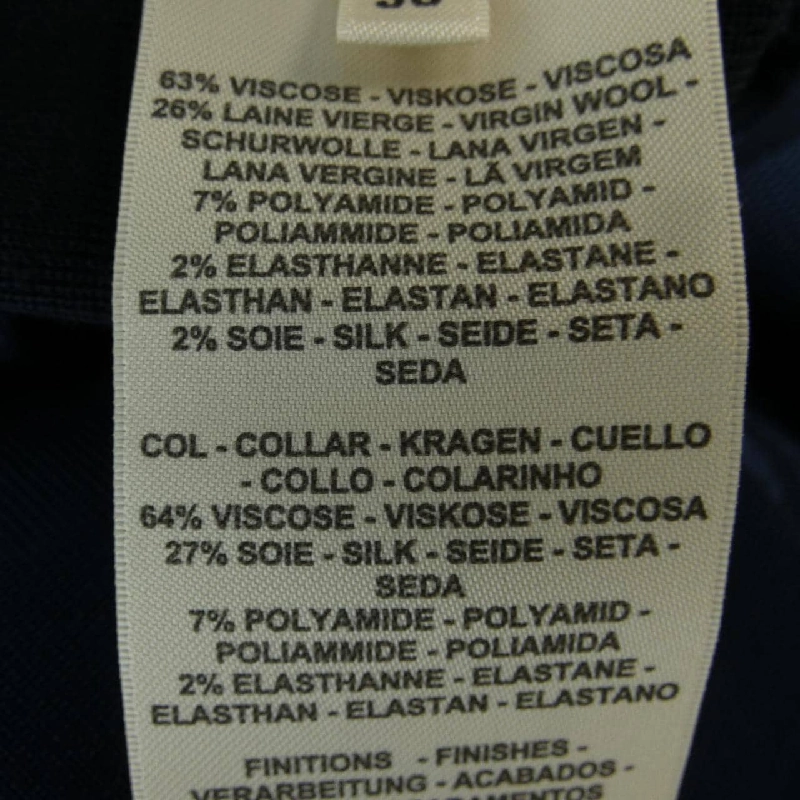 63% VISCOSE - VISKOSE - VISCOSA
26% LAINE VIERGE - VIRGIN WOOL -
SCHURWOLLE - LANA VIRGEN -
LANA VERGINE - LÃ VIRGEM
7% POLYAMIDE - POLYAMID -
POLIAMMIDE - POLIAMIDA
2% ELASTHANNE - ELASTANE -
ELASTHAN - ELASTAN - ELASTANO
2% SOIE - SILK - SEIDE - SETA -
SEDA
COL - COLLAR - KRAGEN - CUELLO
- COLLO - COLARINHO
64% VISCOSE - VISKOSE - VISCOSA
27% SOIE - SILK - SEIDE - SETA -
SEDA
7% POLYAMIDE - POLYAMID -
POLIAMMIDE - POLIAMIDA
2% ELASTHANNE - ELASTANE -
ELASTHAN - ELASTAN - ELASTANO
FINITIONS - FINISHES -
VERARBEITUNG - ACABADOS -